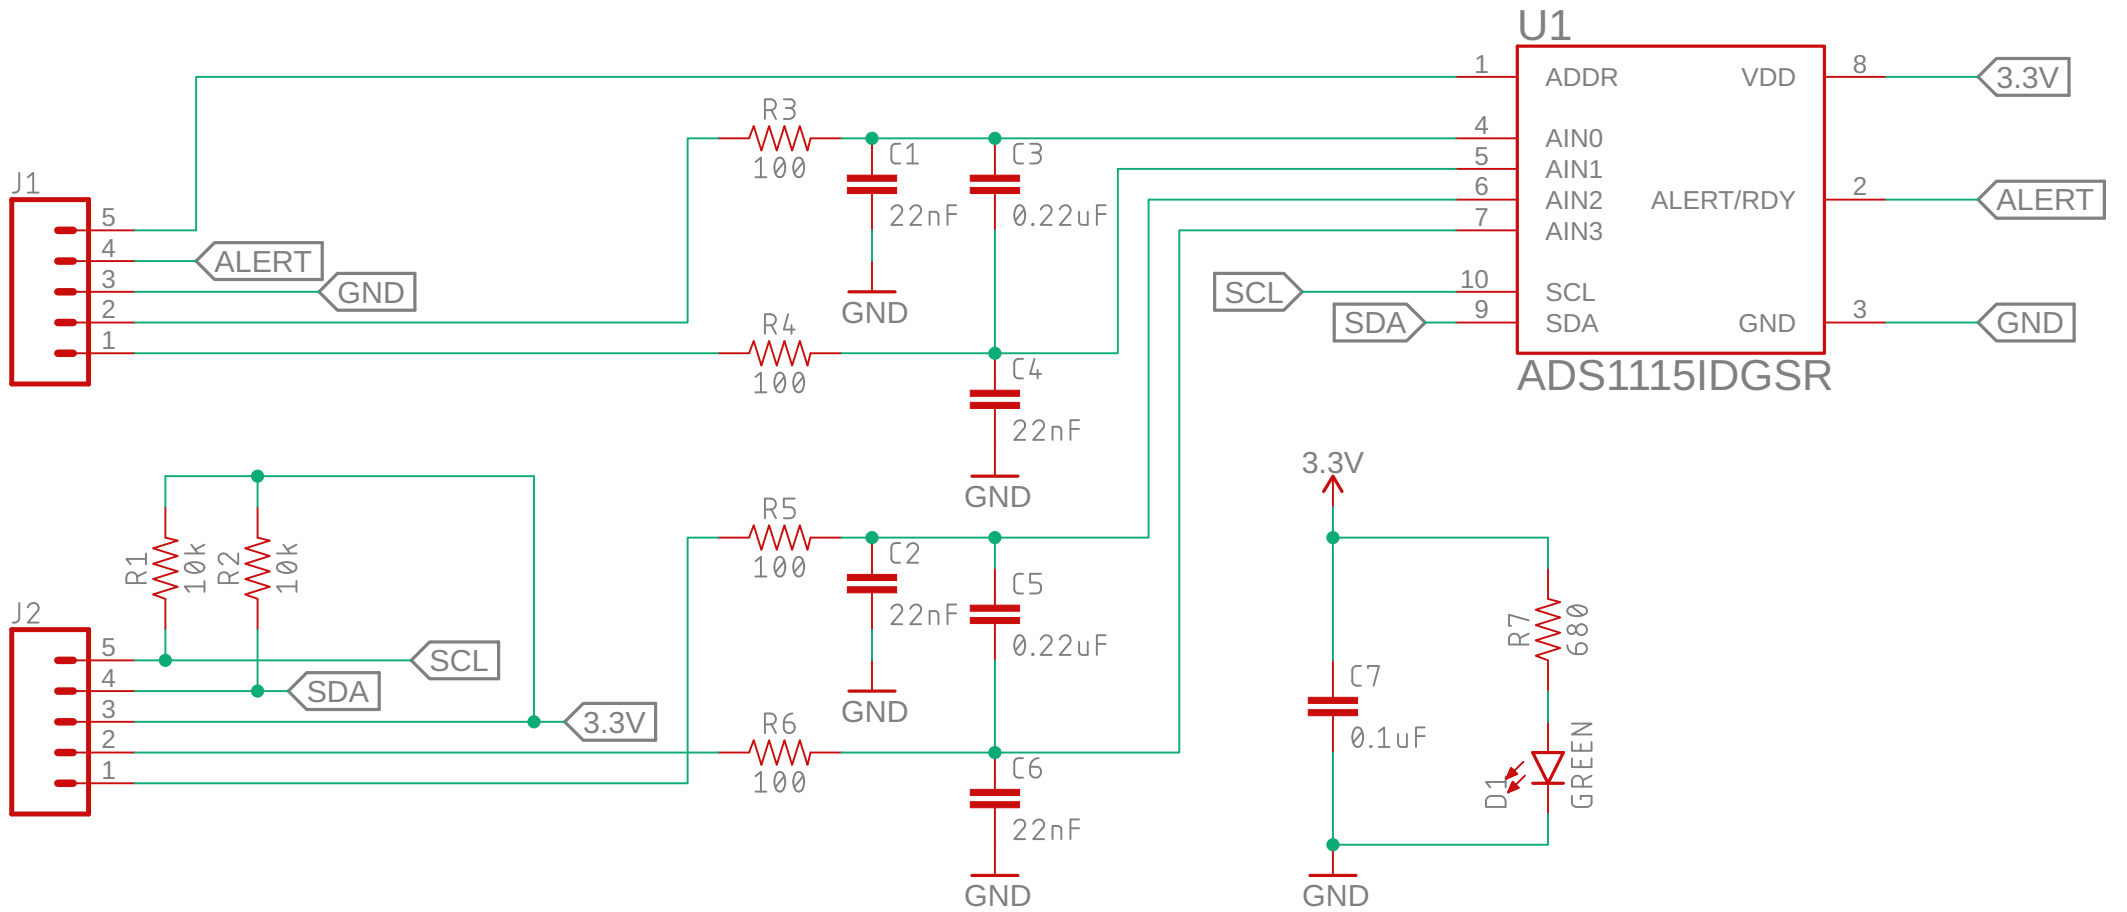 U1
1 ADDR VDD 8 3.3V
R3
100
4 AIN0
C1
22nF
C3
0.22uF
5 AIN1
6 AIN2 ALERT/RDY 2 ALERT
7 AIN3
J1
5
4 ALERT
3 GND
2
1
GND
SCL 10 SCL
SDA 9 SDA GND 3 GND
ADS1115IDGSR
R4
100
C4
22nF
GND
R1
10k
R2
10k
J2
5 SCL
4 SDA
3 3.3V
2
1
R5
100
C2
22nF
C5
0.22uF
GND
R6
100
C6
22nF
GND
3.3V
R7
680
C7
0.1uF
D1
GREEN
GND